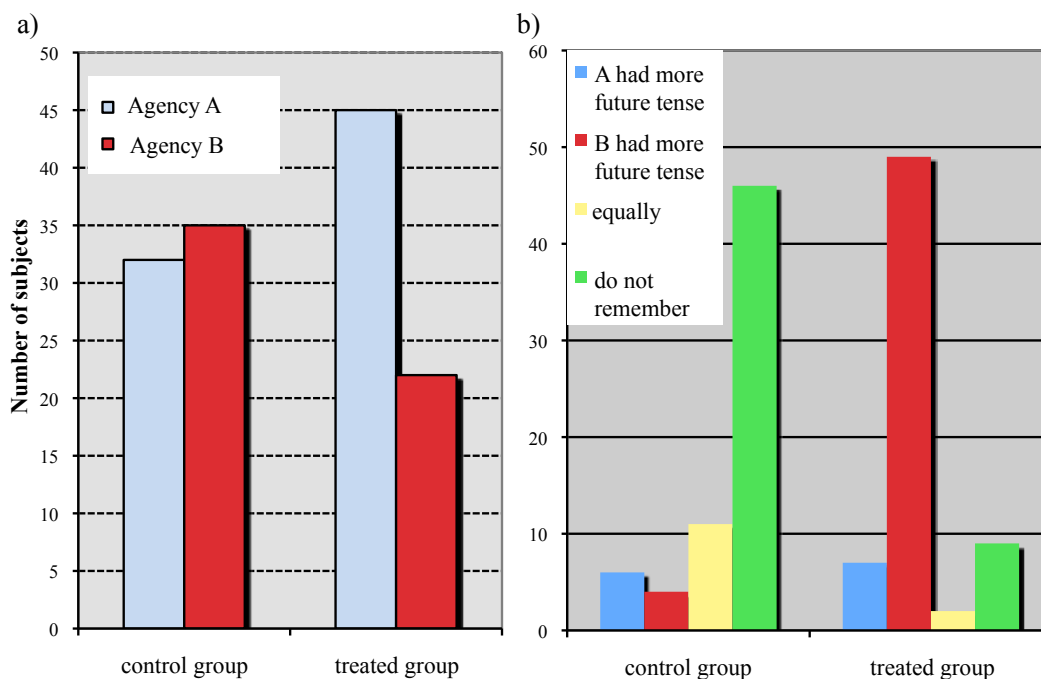 a)
50
45
40
35
30
25
20
15
10
5
0
Number of subjects
Agency A
Agency B
control group
treated group
b)
60
50
40
30
20
10
0
A had more
future tense
B had more
future tense
equally
do not
remember
control group
treated group